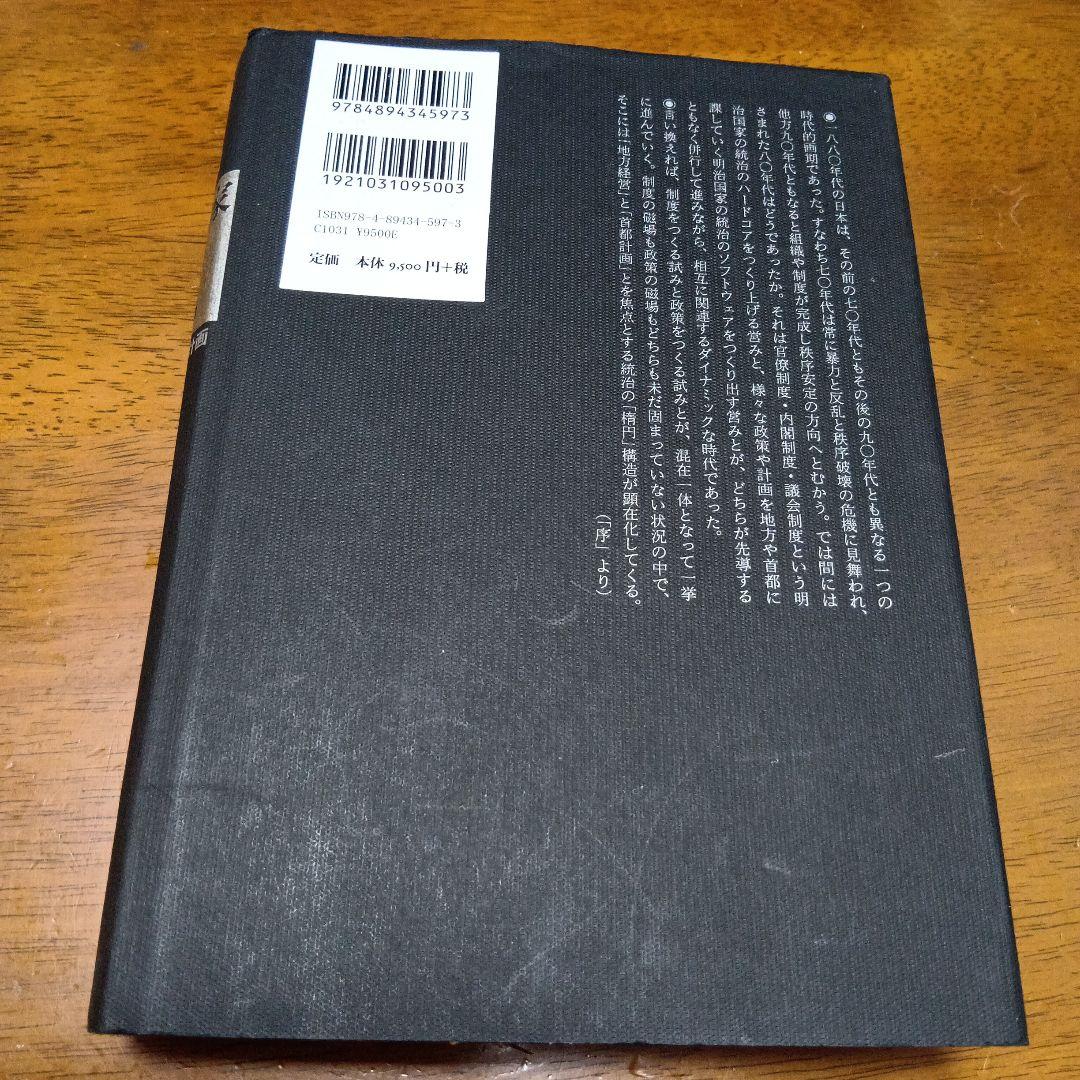 9784894345973
1921031095003
ISBN978-4-89434-597-3
C1031 ¥9500E
定価 本体 9,500円+税
●一八八〇年代の日本は、その前の七〇年代ともその後の九〇年代とも異なる一つの
時代的画期であった。すなわち七〇年代は常に暴力と反乱と秩序破壊の危機に見舞われ、
他方九〇年代ともなると組織や制度が完成し秩序安定の方向へとむかう。では間には
さまれた八〇年代はどうであったか。それは官僚制度・内閣制度・議会制度という明
治国家の統治のハードコアをつくり上げる営みと、様々な政策や計画を地方や首都に
課していく明治国家の統治のソフトウェアをつくり出す営みとが、どちらが先導する
ともなく併行して進みながら、相互に関連するダイナミックな時代であった。
●言い換えれば、制度をつくる試みと政策をつくる試みとが、混在一体となって一挙
に進んでいく。制度の磁場も政策の磁場もどちらも未だ固まっていない状況の中で、
そこには「地方経営」と「首都計画」とを焦点とする統治の「楕円」構造が顕在化してくる。
(「序」より)
家
画